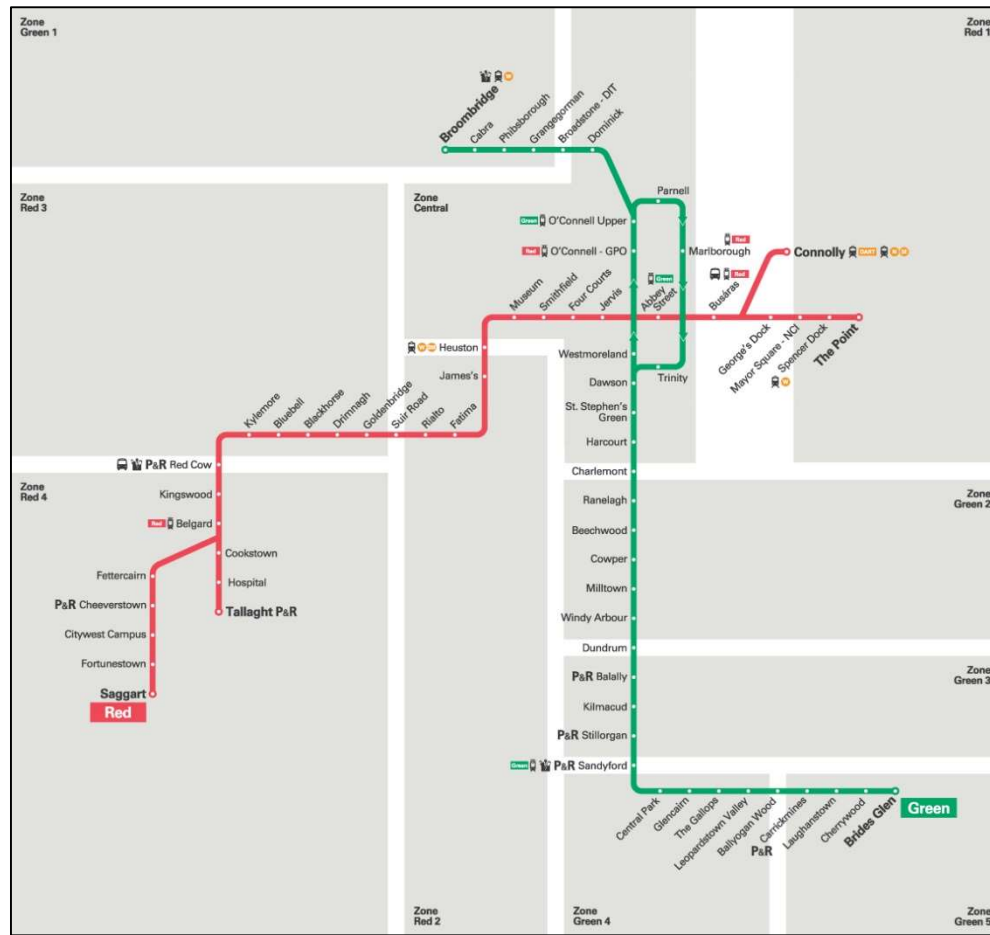 Zone
Green 1
Zone
Red 1
Broombridge
Cabra
Phibsborough
Grangegorman
Broadstone - DIT
Dominick
Zone
Red 3
Zone
Central
Parnell
Green O'Connell Upper
Red O'Connell - GPO
Red
Marlborough
Green
Red
Connolly DART
Museum
Smithfield
Four Courts
Jervis
Abbey
Street
Busáras
George's Dock
Mayor Square - NCI
Spencer Dock
The Point
Heuston
James's
Westmoreland
Trinity
Dawson
St. Stephen's
Green
Harcourt
Charlemont
Kylemore
Bluebell
Blackhorse
Drimnagh
Goldenbridge
Suir Road
Rialto
Fatima
P&R Red Cow
Zone
Red 4
Kingswood
Red Belgard
Cookstown
Hospital
Tallaght P&R
Fettercairn
P&R Cheeverstown
Citywest Campus
Fortunestown
Saggart
Red
Zone
Green 2
Ranelagh
Beechwood
Cowper
Milltown
Windy Arbour
Dundrum
Zone
Green 3
P&R Balally
Kilmacud
P&R Stillorgan
Green P&R Sandyford
Central Park
Glencairn
The Gallops
Leopardstown Valley
Ballyogan Wood
Carrickmines
P&R
Laughanstown
Cherrywood
Brides Glen
Green
Zone
Red 2
Zone
Green 4
Zone
Green 5